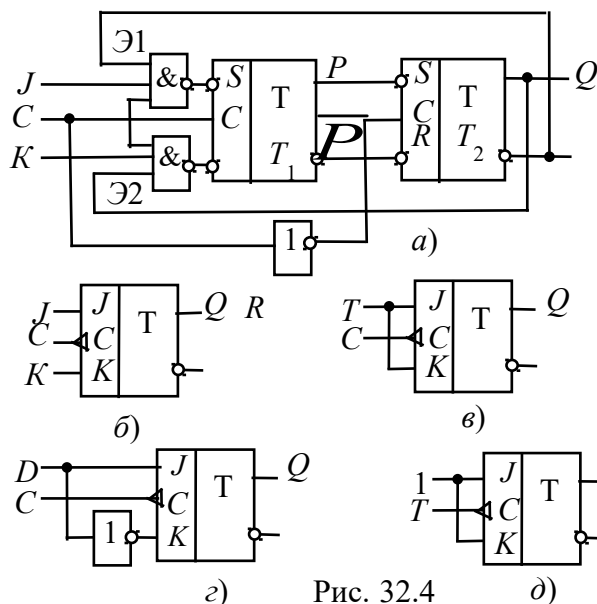 Э1
J & S T P S T Q
C C C
T₁ P̅ R T₂
К &
Э2
1 а)
J J T Q R
C C
К K
б)
T J T Q
C C
K
в)
D J T Q
C C
1 K
г)
1 J T
T C
K
д)
Рис. 32.4